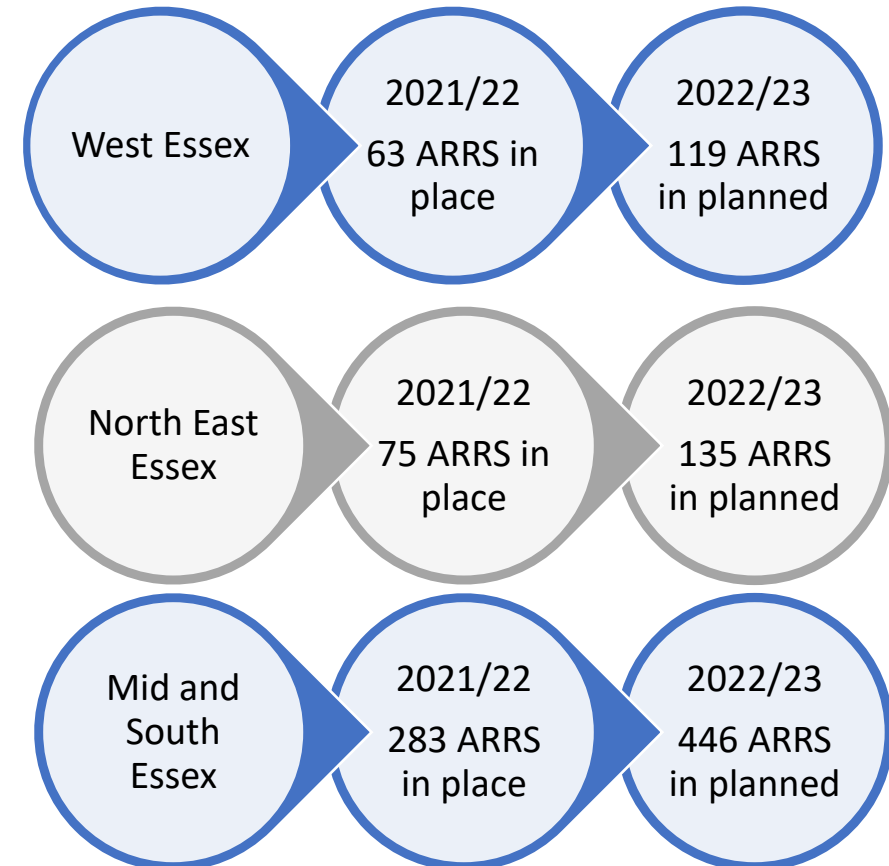 West Essex
2021/22
63 ARRS in
place
2022/23
119 ARRS
in planned
North East
Essex
2021/22
75 ARRS in
place
2022/23
135 ARRS
in planned
Mid and
South
Essex
2021/22
283 ARRS
in place
2022/23
446 ARRS
in planned